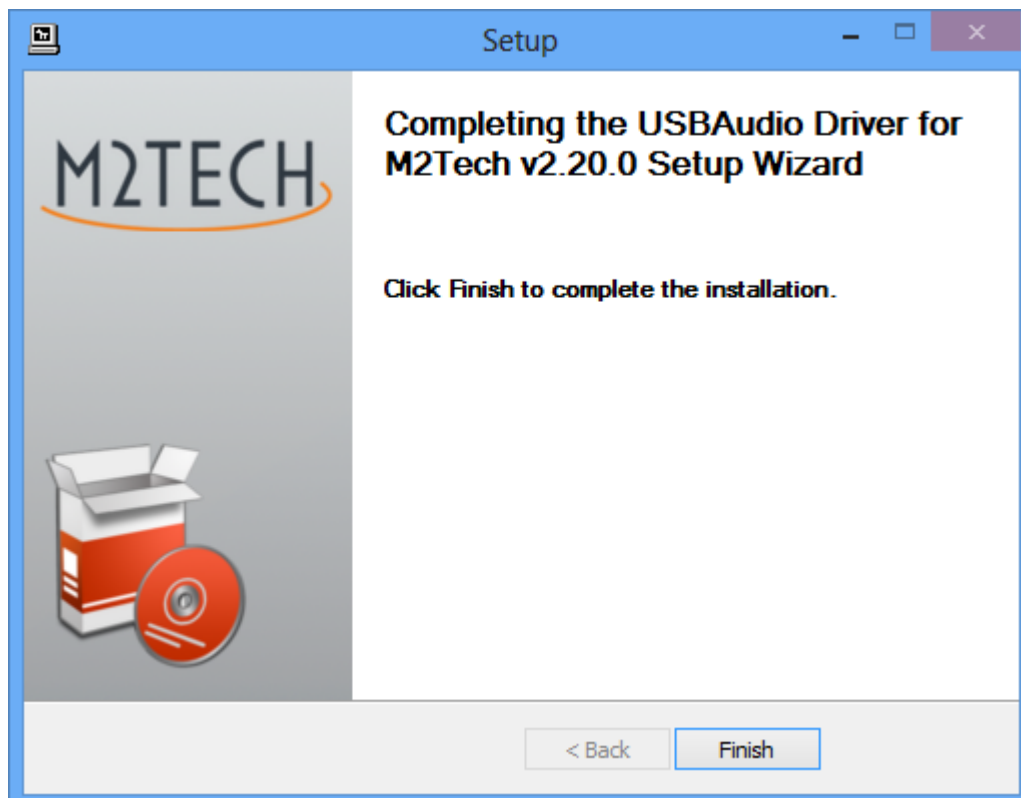 Setup
M2TECH
Completing the USBAudio Driver for
M2Tech v2.20.0 Setup Wizard
Click Finish to complete the installation.
< Back
Finish